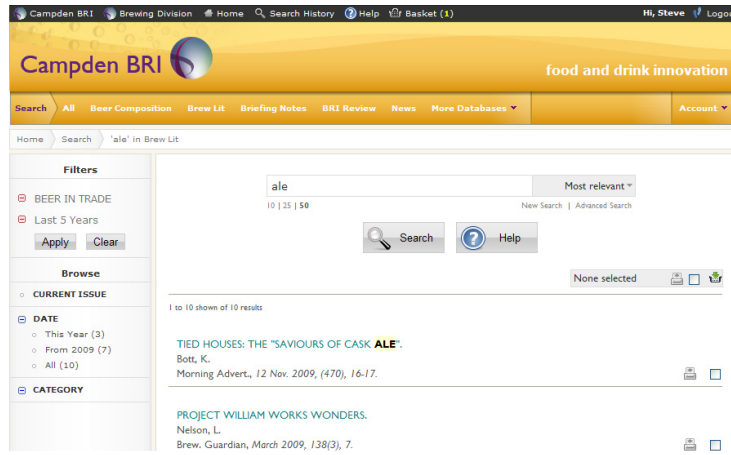 Campden BRI Brewing Division Home Search History Help Basket (1) Hi, Steve Logou
Campden BRI
food and drink innovation
Search All Beer Composition Brew Lit Briefing Notes BRI Review News More Databases Account
Home Search 'ale' in Brew Lit
Filters
BEER IN TRADE
Last 5 Years
Apply Clear
Browse
CURRENT ISSUE
DATE
This Year (3)
From 2009 (7)
All (10)
CATEGORY
ale Most relevant
10 | 25 | 50 New Search | Advanced Search
Search Help
None selected
1 to 10 shown of 10 results
TIED HOUSES: THE "SAVIOURS OF CASK ALE".
Bott, K.
Morning Advert., 12 Nov. 2009, (470), 16-17.
PROJECT WILLIAM WORKS WONDERS.
Nelson, L.
Brew. Guardian, March 2009, 138(3), 7.